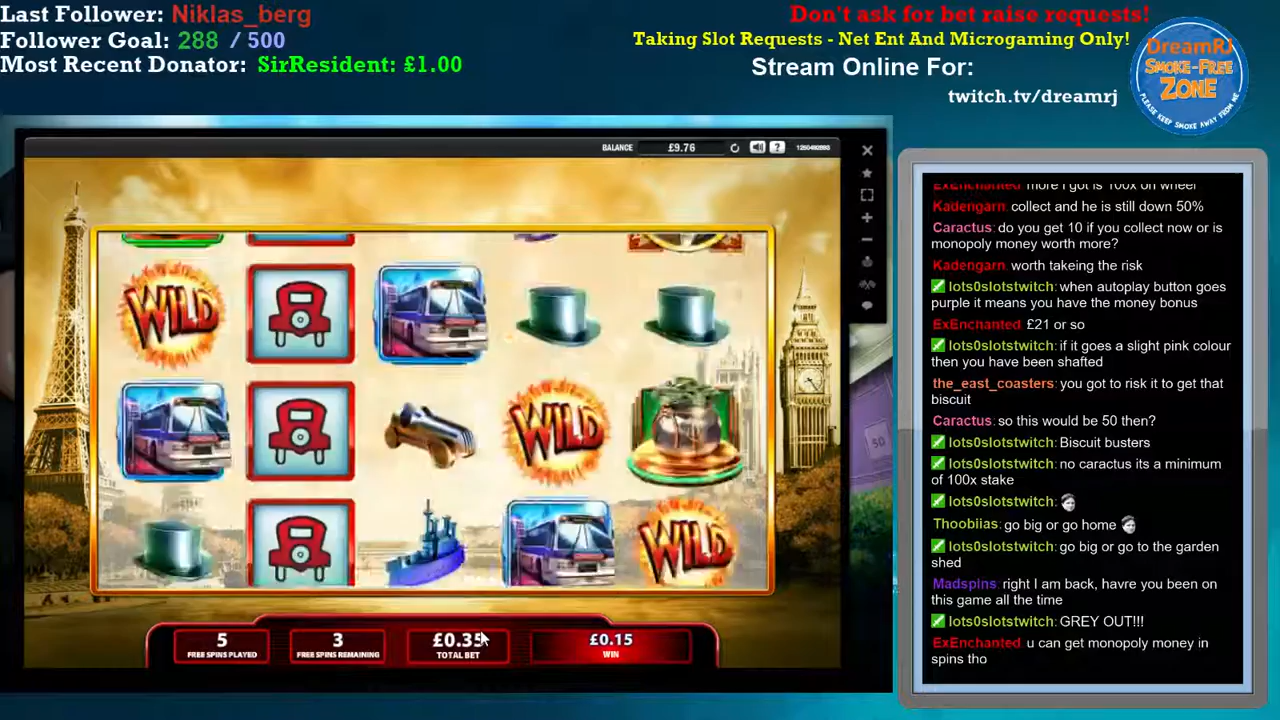 Last Follower: Niklas_berg
Follower Goal: 288 / 500
Most Recent Donator: SirResident: £1.00
Don't ask for bet raise requests!
Taking Slot Requests - Net Ent And Microgaming Only!
Stream Online For:
twitch.tv/dreamrj
DreamRJ
SMOKE-FREE
ZONE
PLEASE KEEP SMOKE AWAY FROM ME
BALANCE £9.76
?
WILD
WILD
WILD
50
5
FREE SPINS PLAYED
3
FREE SPINS REMAINING
£0.35
TOTAL BET
£0.15
WIN
ExEnchanted more I got is 100x on wheel
Kadengarn: collect and he is still down 50%
Caractus: do you get 10 if you collect now or is
monopoly money worth more?
Kadengarn: worth takeing the risk
lots0slotstwitch: when autoplay button goes
purple it means you have the money bonus
ExEnchanted £21 or so
lots0slotstwitch: if it goes a slight pink colour
then you have been shafted
the_east_coasters: you got to risk it to get that
biscuit
Caractus: so this would be 50 then?
lots0slotstwitch: Biscuit busters
lots0slotstwitch: no caractus its a minimum
of 100x stake
lots0slotstwitch:
Thoobiias: go big or go home
lots0slotstwitch: go big or go to the garden
shed
Madspins: right I am back, havre you been on
this game all the time
lots0slotstwitch: GREY OUT!!!
ExEnchanted u can get monopoly money in
spins tho